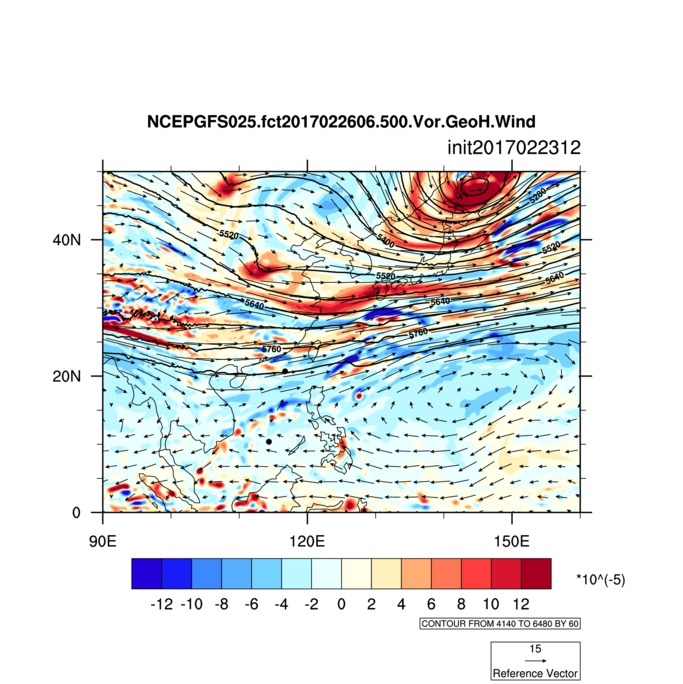 NCEPGFS025.fct2017022606.500.Vor.GeoH.Wind
init2017022312
5280
5520
5400
5520
40N
5520
5640
5640
5640
5760
5760
20N
0
90E 120E 150E
-12 -10 -8 -6 -4 -2 0 2 4 6 8 10 12
*10^(-5)
CONTOUR FROM 4140 TO 6480 BY 60
15
Reference Vector